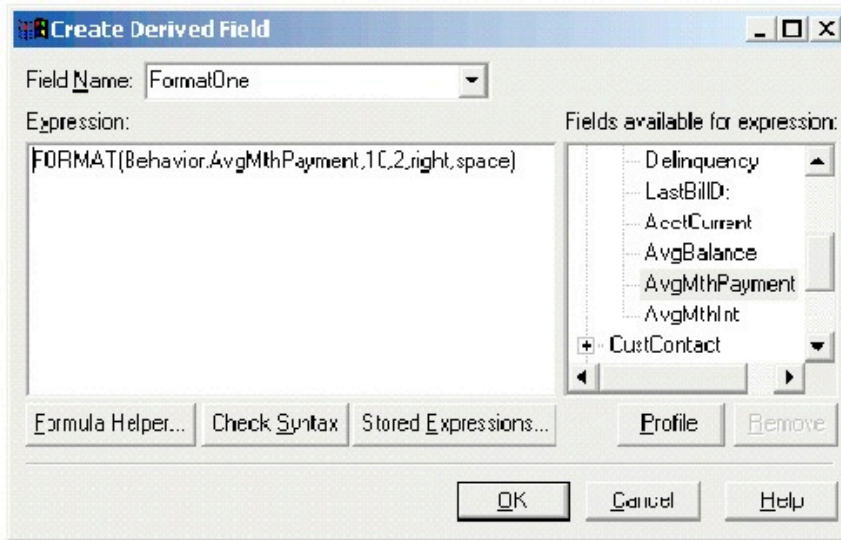 Create Derived Field
Field Name: FormatOne
Expression:
Fields available for expression:
FORMAT(Behavior.AvgMthPayment,10,2,right,space)
Delinquency
LastBillD:
AcctCurrent
AvgBalance
AvgMthPayment
AvgMthInt
CustContact
Formula Helper...
Check Syntax
Stored Expressions...
Profile
Remove
OK
Cancel
Help